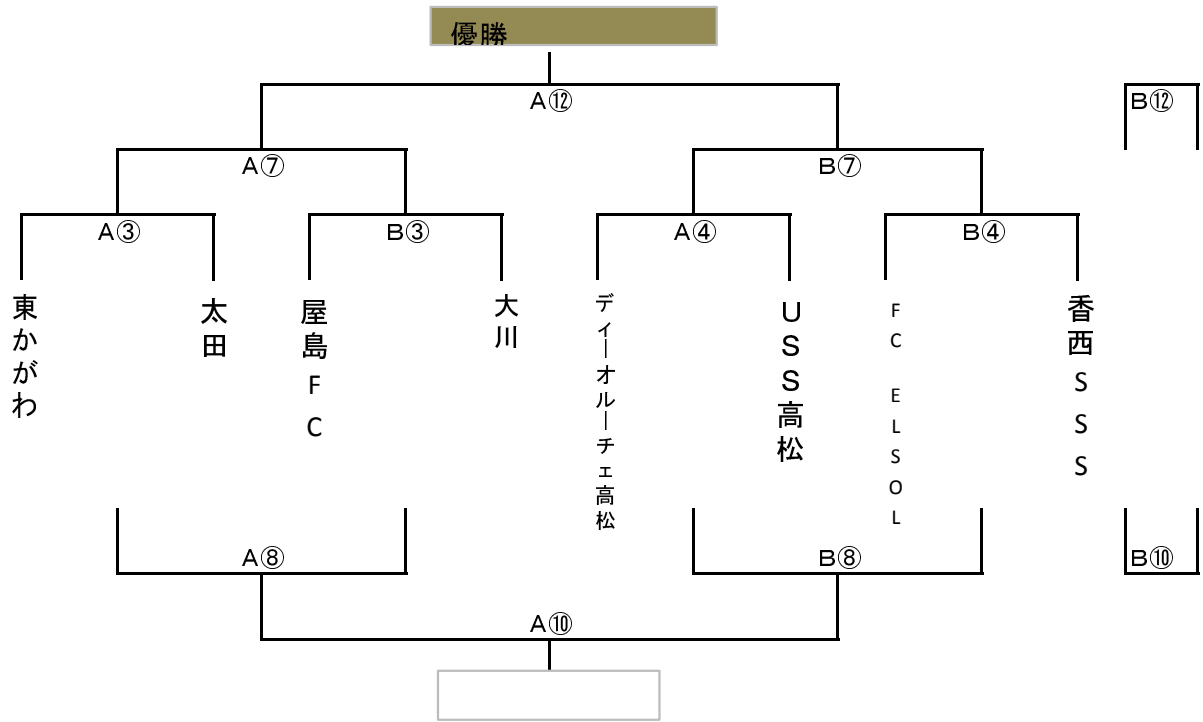 優勝
A⑫
B⑫
A⑦
B⑦
A③
B③
A④
B④
東かがわ
太田
屋島FC
大川
ディーオルーチェ高松
USS高松
FC ELSOL
香西SSS
A⑧
B⑧
B⑩
A⑩